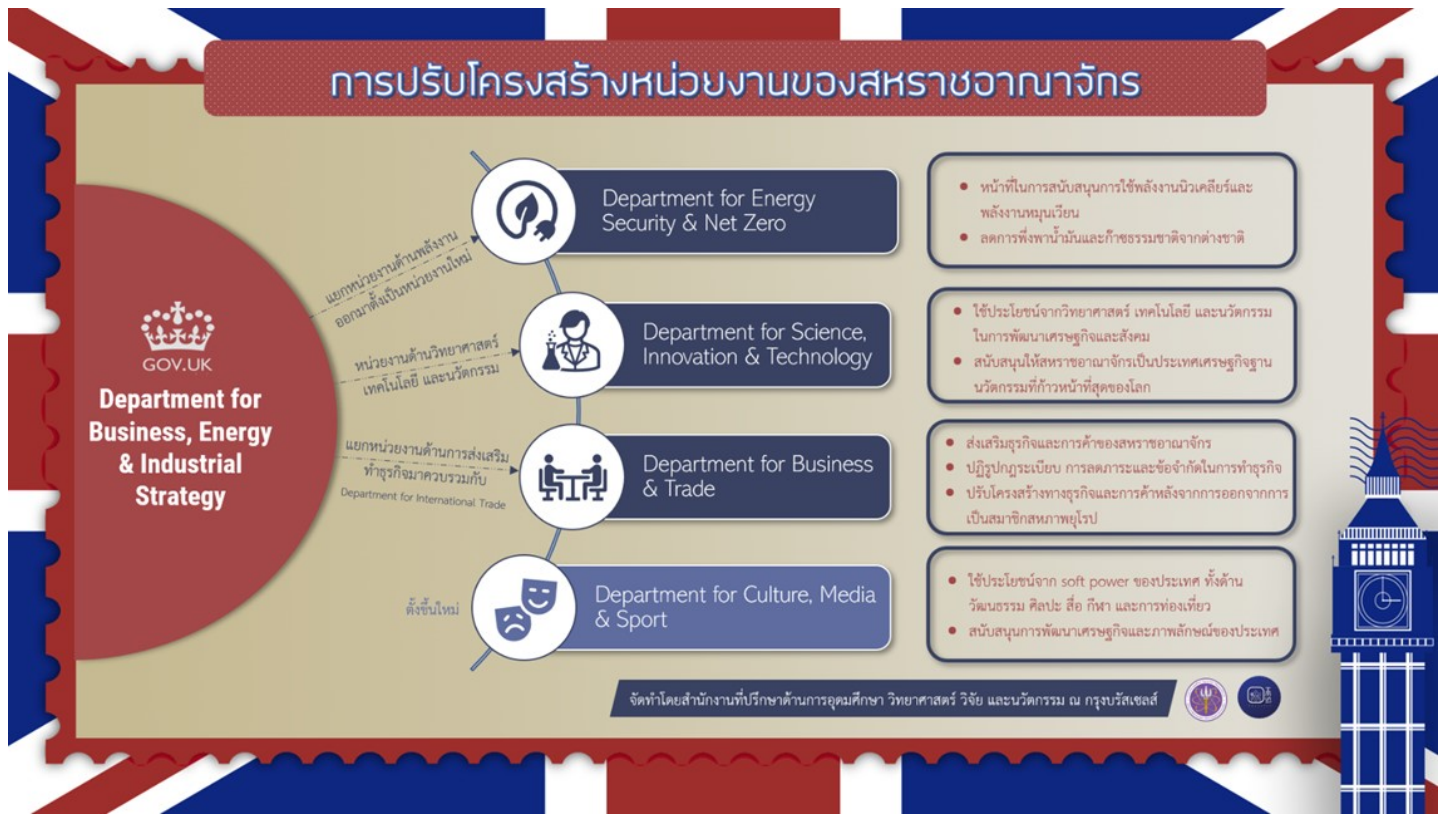 การปรับโครงสร้างหน่วยงานของสหราชอาณาจักร
GOV.UK
Department for
Business, Energy
& Industrial
Strategy
แยกหน่วยงานด้านพลังงาน
ออกมาตั้งเป็นหน่วยงานใหม่
Department for Energy
Security & Net Zero
หน้าที่ในการสนับสนุนการใช้พลังงานนิวเคลียร์และ
พลังงานหมุนเวียน
ลดการพึ่งพาน้ำมันและก๊าซธรรมชาติจากต่างชาติ
หน่วยงานด้านวิทยาศาสตร์
เทคโนโลยี และนวัตกรรม
Department for Science,
Innovation & Technology
ใช้ประโยชน์จากวิทยาศาสตร์ เทคโนโลยี และนวัตกรรม
ในการพัฒนาเศรษฐกิจและสังคม
สนับสนุนให้สหราชอาณาจักรเป็นประเทศเศรษฐกิจฐาน
นวัตกรรมที่ก้าวหน้าที่สุดของโลก
แยกหน่วยงานด้านการส่งเสริม
ทำธุรกิจมาควบรวมกับ
Department for International Trade
Department for Business
& Trade
ส่งเสริมธุรกิจและการค้าของสหราชอาณาจักร
ปฏิรูปกฎระเบียบ การลดภาระและข้อจำกัดในการทำธุรกิจ
ปรับโครงสร้างทางธุรกิจและการค้าหลังจากการออกจากการ
เป็นสมาชิกสหภาพยุโรป
ตั้งขึ้นใหม่
Department for Culture, Media
& Sport
ใช้ประโยชน์จาก soft power ของประเทศ ทั้งด้าน
วัฒนธรรม ศิลปะ สื่อ กีฬา และการท่องเที่ยว
สนับสนุนการพัฒนาเศรษฐกิจและภาพลักษณ์ของประเทศ
จัดทำโดยสำนักงานที่ปรึกษาด้านการอุดมศึกษา วิทยาศาสตร์ วิจัย และนวัตกรรม ณ กรุงบรัสเซลส์